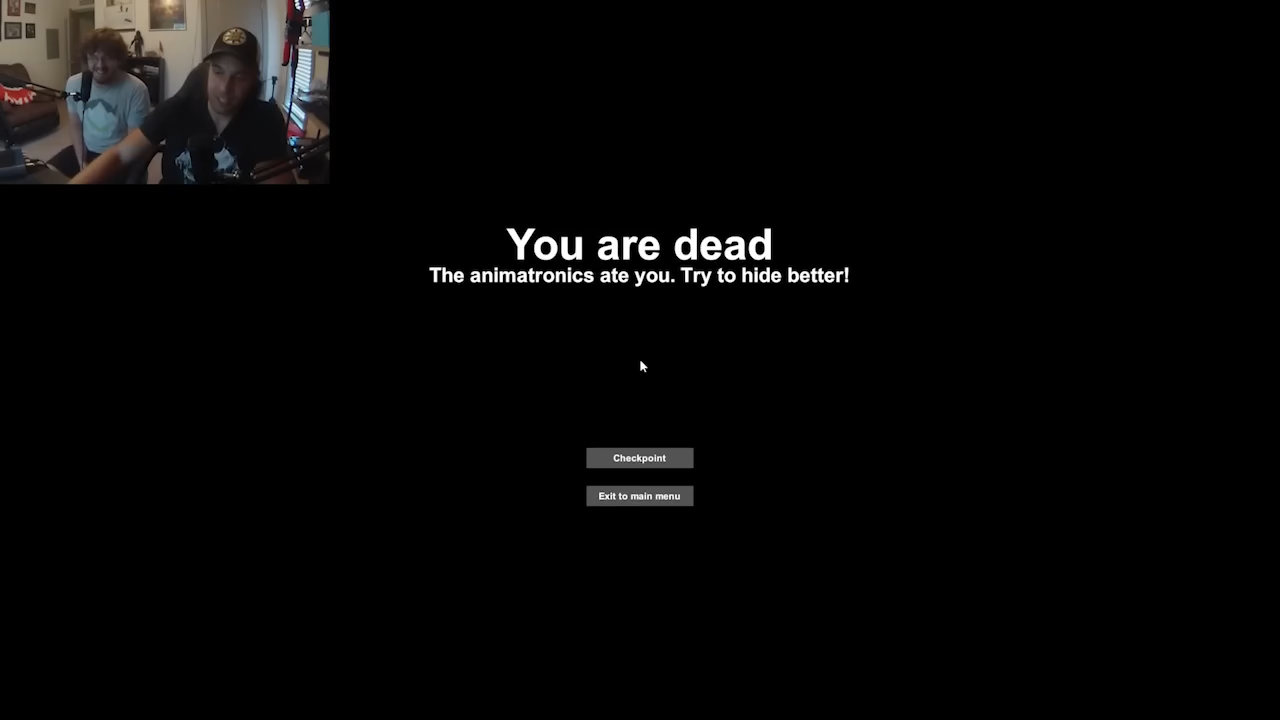 You are dead
The animatronics ate you. Try to hide better!
Checkpoint
Exit to main menu